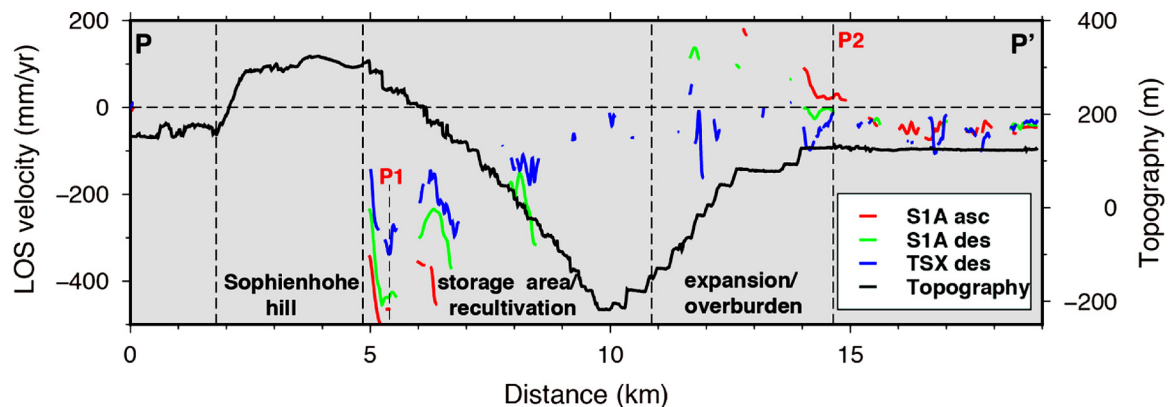 200
400
P
P2
P'
0
200
P1
−200
0
S1A asc
S1A des
TSX des
Topography
−400
−200
Sophienhohe
hill
storage area/
recultivation
expansion/
overburden
0
5
10
15
Distance (km)
LOS velocity (mm/yr)
Topography (m)